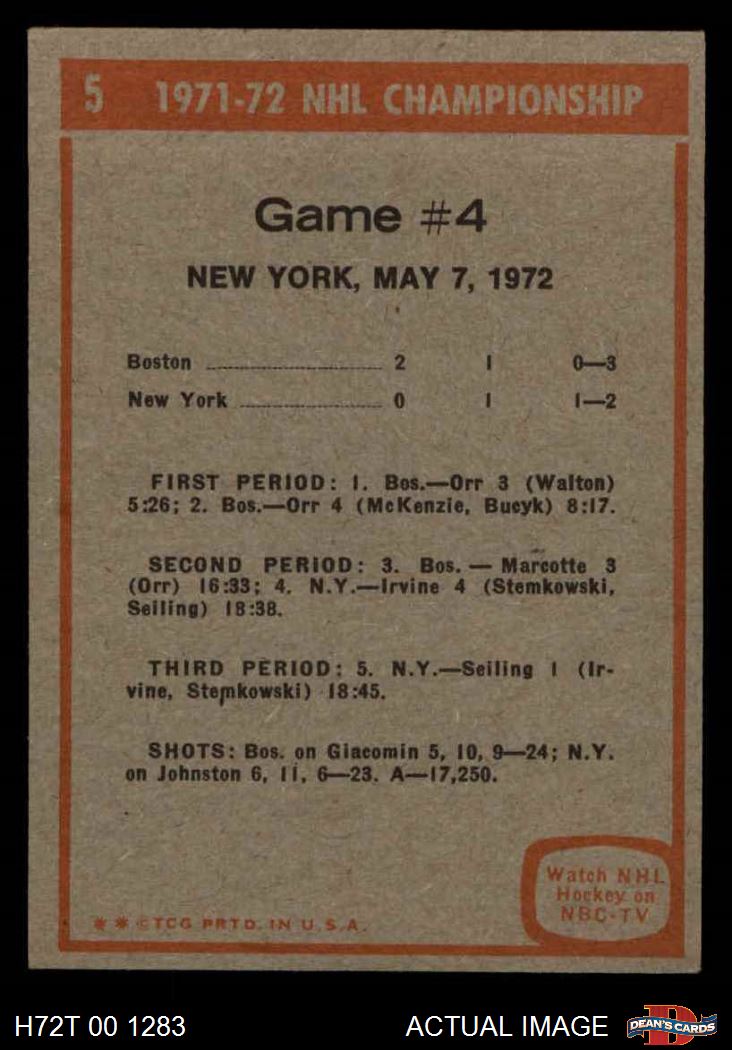 5 1971-72 NHL CHAMPIONSHIP
Game #4
NEW YORK, MAY 7, 1972
Boston ........................ 2 1 0—3
New York ........................ 0 1 1—2
FIRST PERIOD: 1. Bos.—Orr 3 (Walton)
5:26; 2. Bos.—Orr 4 (McKenzie, Bucyk) 8:17.
SECOND PERIOD: 3. Bos. — Marcotte 3
(Orr) 16:33; 4. N.Y.—Irvine 4 (Stemkowski,
Seiling) 18:38.
THIRD PERIOD: 5. N.Y.—Seiling 1 (Ir-
vine, Stemkowski) 18:45.
SHOTS: Bos. on Giacomin 5, 10, 9—24; N.Y.
on Johnston 6, 11, 6—23. A—17,250.
Watch NHL
Hockey on
NBC-TV
* * © TCG PRTD. IN U.S.A.
H72T 00 1283 ACTUAL IMAGE D DEAN'S CARDS